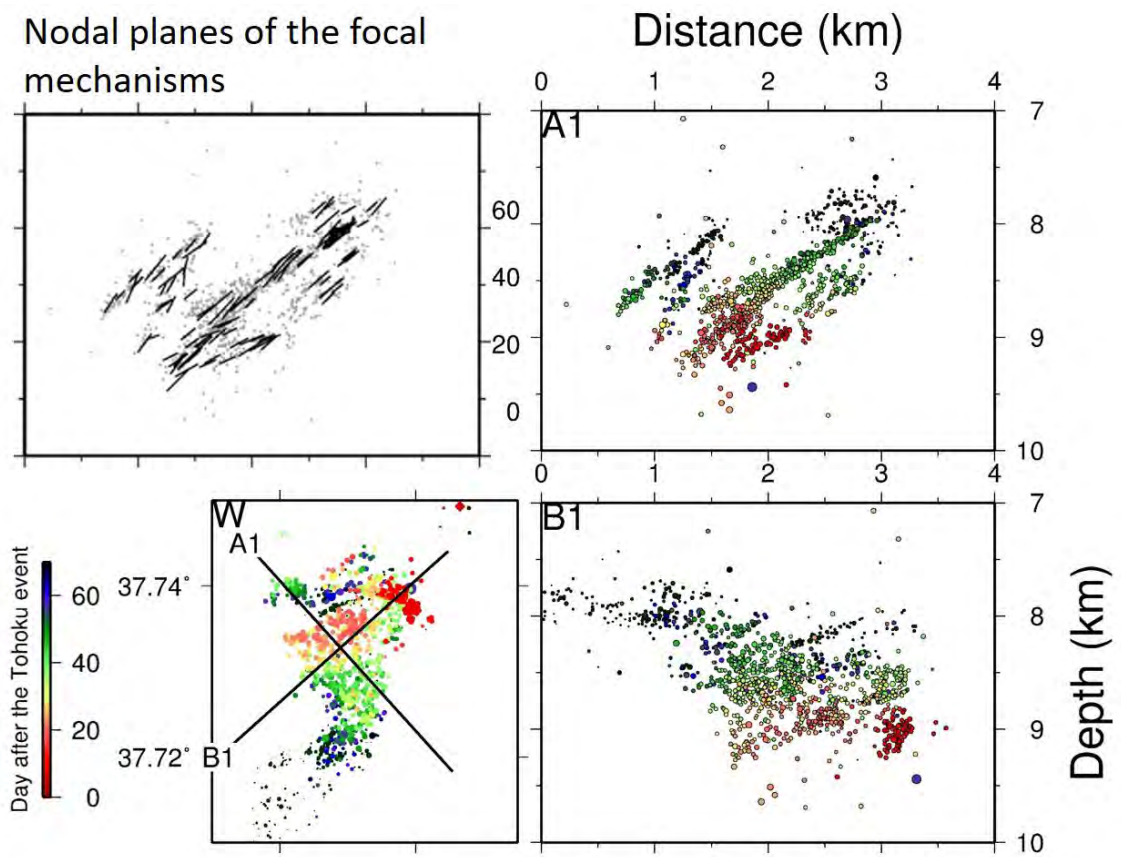 Nodal planes of the focal
mechanisms
Distance (km)
0 1 2 3 4
A1
7
8
9
10
60
40
20
0
0 1 2 3 4
W
A1
B1
37.74°
37.72°
Day after the Tohoku event
60
40
20
0
B1
7
8
9
10
Depth (km)